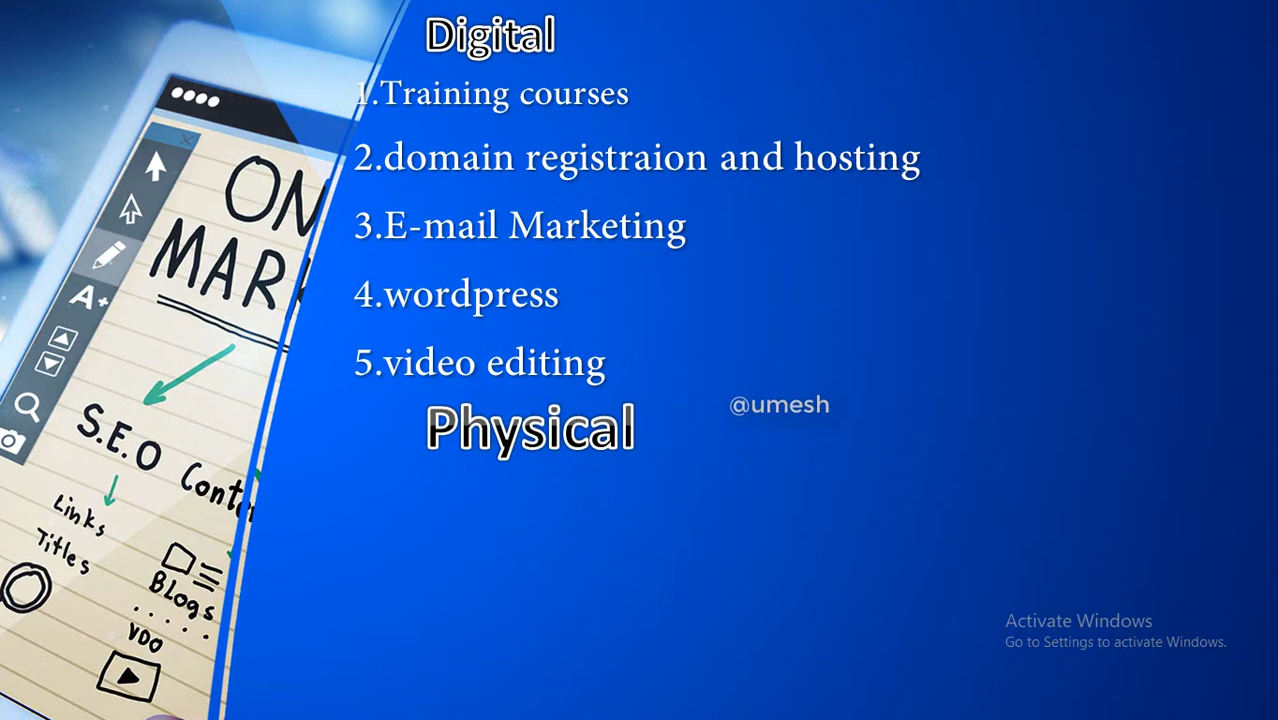 Digital
1.Training courses
2.domain registraion and hosting
3.E-mail Marketing
4.wordpress
5.video editing
Physical
@umesh
ON
MAR
S.E.O
Links
Titles
Blogs
VDO
A+
Activate Windows
Go to Settings to activate Windows.